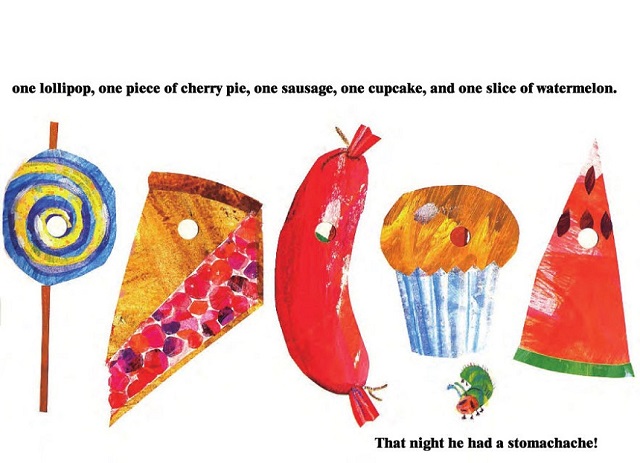 one lollipop, one piece of cherry pie, one sausage, one cupcake, and one slice of watermelon.
That night he had a stomachache!